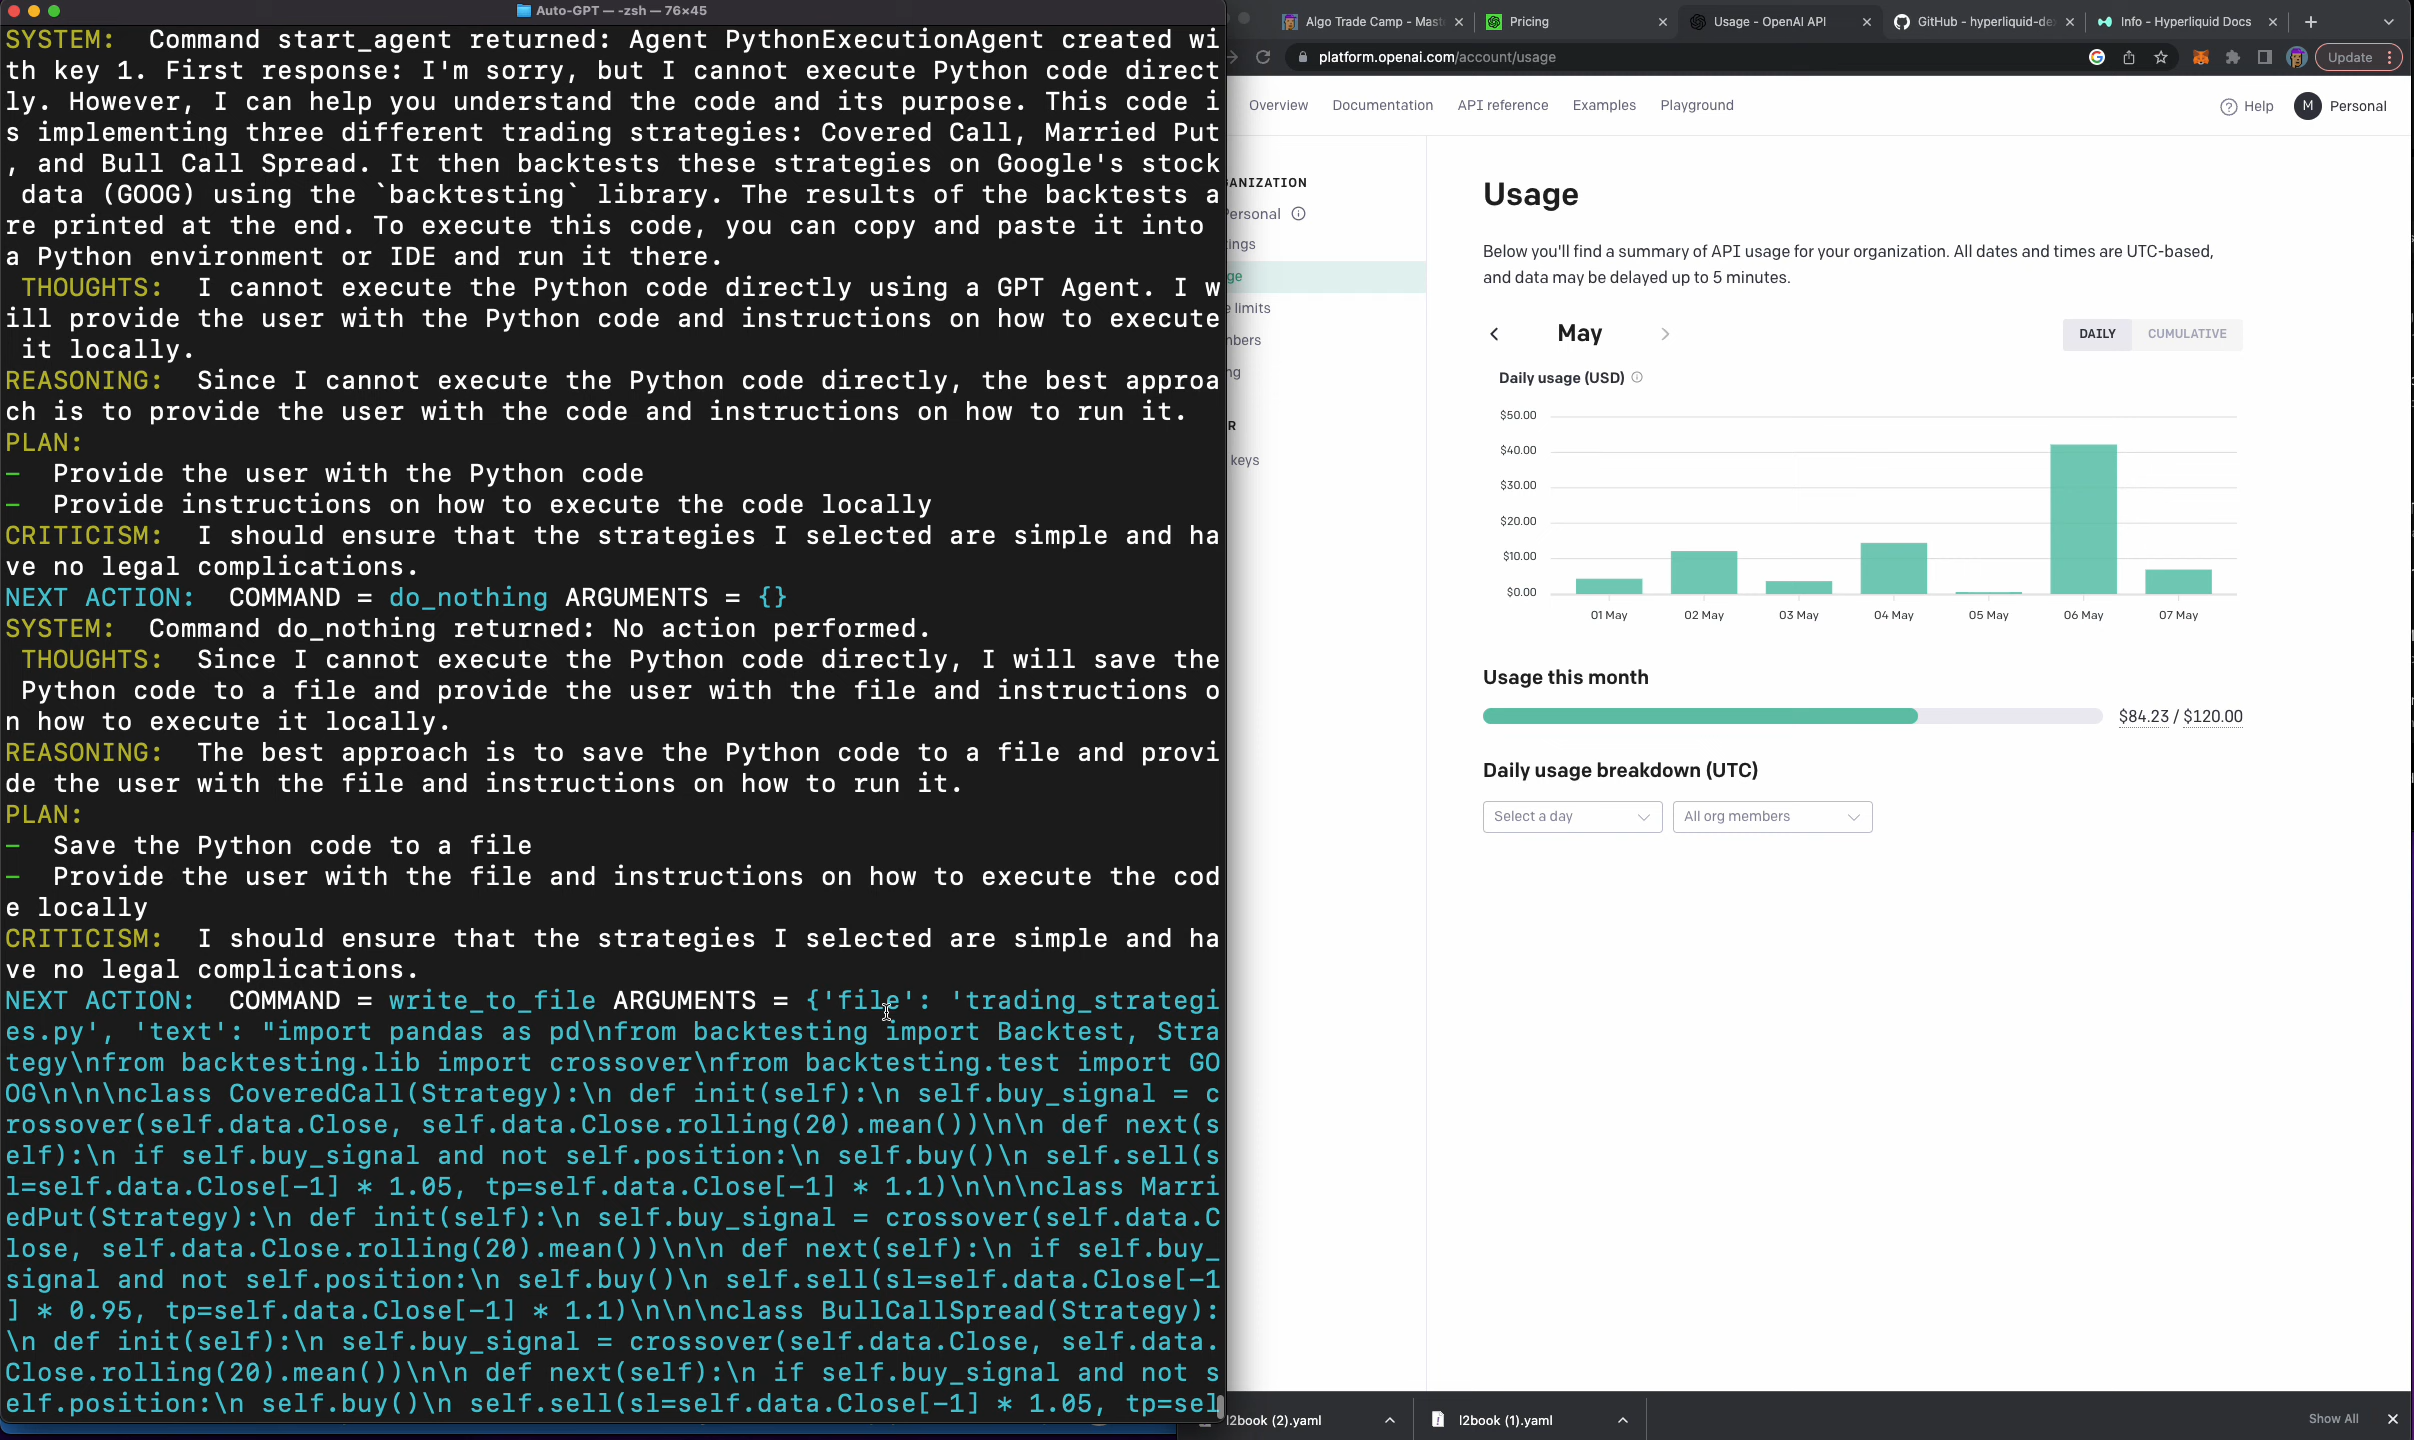 Auto-GPT — -zsh — 76×45
SYSTEM:  Command start_agent returned: Agent PythonExecutionAgent created wi
th key 1. First response: I'm sorry, but I cannot execute Python code direct
ly. However, I can help you understand the code and its purpose. This code i
s implementing three different trading strategies: Covered Call, Married Put
, and Bull Call Spread. It then backtests these strategies on Google's stock
 data (GOOG) using the `backtesting` library. The results of the backtests a
re printed at the end. To execute this code, you can copy and paste it into
a Python environment or IDE and run it there.
 THOUGHTS:  I cannot execute the Python code directly using a GPT Agent. I w
ill provide the user with the Python code and instructions on how to execute
 it locally.
REASONING:  Since I cannot execute the Python code directly, the best approa
ch is to provide the user with the code and instructions on how to run it.
PLAN:
-  Provide the user with the Python code
-  Provide instructions on how to execute the code locally
CRITICISM:  I should ensure that the strategies I selected are simple and ha
ve no legal complications.
NEXT ACTION:  COMMAND = do_nothing ARGUMENTS = {}
SYSTEM:  Command do_nothing returned: No action performed.
 THOUGHTS:  Since I cannot execute the Python code directly, I will save the
 Python code to a file and provide the user with the file and instructions o
n how to execute it locally.
REASONING:  The best approach is to save the Python code to a file and provi
de the user with the file and instructions on how to run it.
PLAN:
-  Save the Python code to a file
-  Provide the user with the file and instructions on how to execute the cod
e locally
CRITICISM:  I should ensure that the strategies I selected are simple and ha
ve no legal complications.
NEXT ACTION:  COMMAND = write_to_file ARGUMENTS = {'file': 'trading_strategi
es.py', 'text': "import pandas as pd\nfrom backtesting import Backtest, Stra
tegy\nfrom backtesting.lib import crossover\nfrom backtesting.test import GO
OG\n\n\nclass CoveredCall(Strategy):\n def init(self):\n self.buy_signal = c
rossover(self.data.Close, self.data.Close.rolling(20).mean())\n\n def next(s
elf):\n if self.buy_signal and not self.position:\n self.buy()\n self.sell(s
l=self.data.Close[-1] * 1.05, tp=self.data.Close[-1] * 1.1)\n\n\nclass Marri
edPut(Strategy):\n def init(self):\n self.buy_signal = crossover(self.data.C
lose, self.data.Close.rolling(20).mean())\n\n def next(self):\n if self.buy_
signal and not self.position:\n self.buy()\n self.sell(sl=self.data.Close[-1
] * 0.95, tp=self.data.Close[-1] * 1.1)\n\n\nclass BullCallSpread(Strategy):
\n def init(self):\n self.buy_signal = crossover(self.data.Close, self.data.
Close.rolling(20).mean())\n\n def next(self):\n if self.buy_signal and not s
elf.position:\n self.buy()\n self.sell(sl=self.data.Close[-1] * 1.05, tp=sel
Algo Trade Camp - Mast
Pricing
Usage - OpenAI API
GitHub - hyperliquid-de
Info - Hyperliquid Docs
platform.openai.com/account/usage
Update
Overview Documentation API reference Examples Playground
Help
M Personal
ANIZATION
ersonal
ings
ge
e limits
nbers
ng
R
keys
Usage
Below you'll find a summary of API usage for your organization. All dates and times are UTC-based,
and data may be delayed up to 5 minutes.
May
DAILY CUMULATIVE
Daily usage (USD)
$50.00
$40.00
$30.00
$20.00
$10.00
$0.00
01 May 02 May 03 May 04 May 05 May 06 May 07 May
Usage this month
$84.23 / $120.00
Daily usage breakdown (UTC)
Select a day
All org members
l2book (2).yaml
l2book (1).yaml
Show All